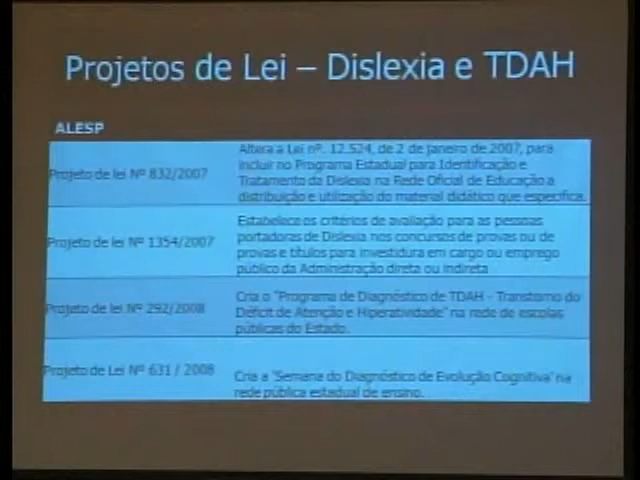 Projetos de Lei – Dislexia e TDAH
ALESP
Projeto de lei Nº 832/2007
Altera a Lei nº. 12.524, de 2 de janeiro de 2007, para
incluir no Programa Estadual para Identificação e
Tratamento da Dislexia na Rede Oficial de Educação a
distribuição e utilização do material didático que especifica.
Projeto de lei Nº 1354/2007
Estabelece os critérios de avaliação para as pessoas
portadoras de Dislexia nos concursos de provas ou de
provas e títulos para investidura em cargo ou emprego
público da Administração direta ou indireta
Projeto de lei Nº 292/2008
Cria o "Programa de Diagnóstico de TDAH - Transtorno do
Déficit de Atenção e Hiperatividade" na rede de escolas
públicas do Estado.
Projeto de Lei Nº 631 / 2008
Cria a "Semana do Diagnóstico de Evolução Cognitiva" na
rede pública estadual de ensino.